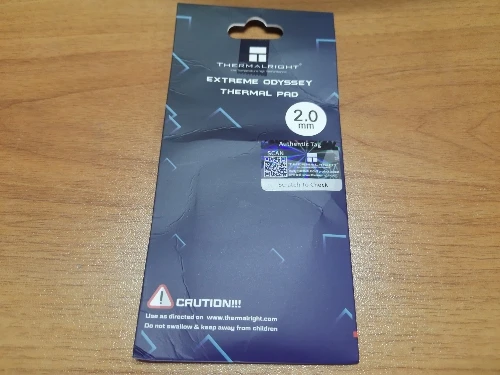 THERMALRIGHT
EXTREME ODYSSEY
THERMAL PAD
2.0
mm
Authentic Tag
SCAN
Scratch To Check
CAUTION!!!
Use as directed on www.thermalright.com
Do not swallow & keep away from children